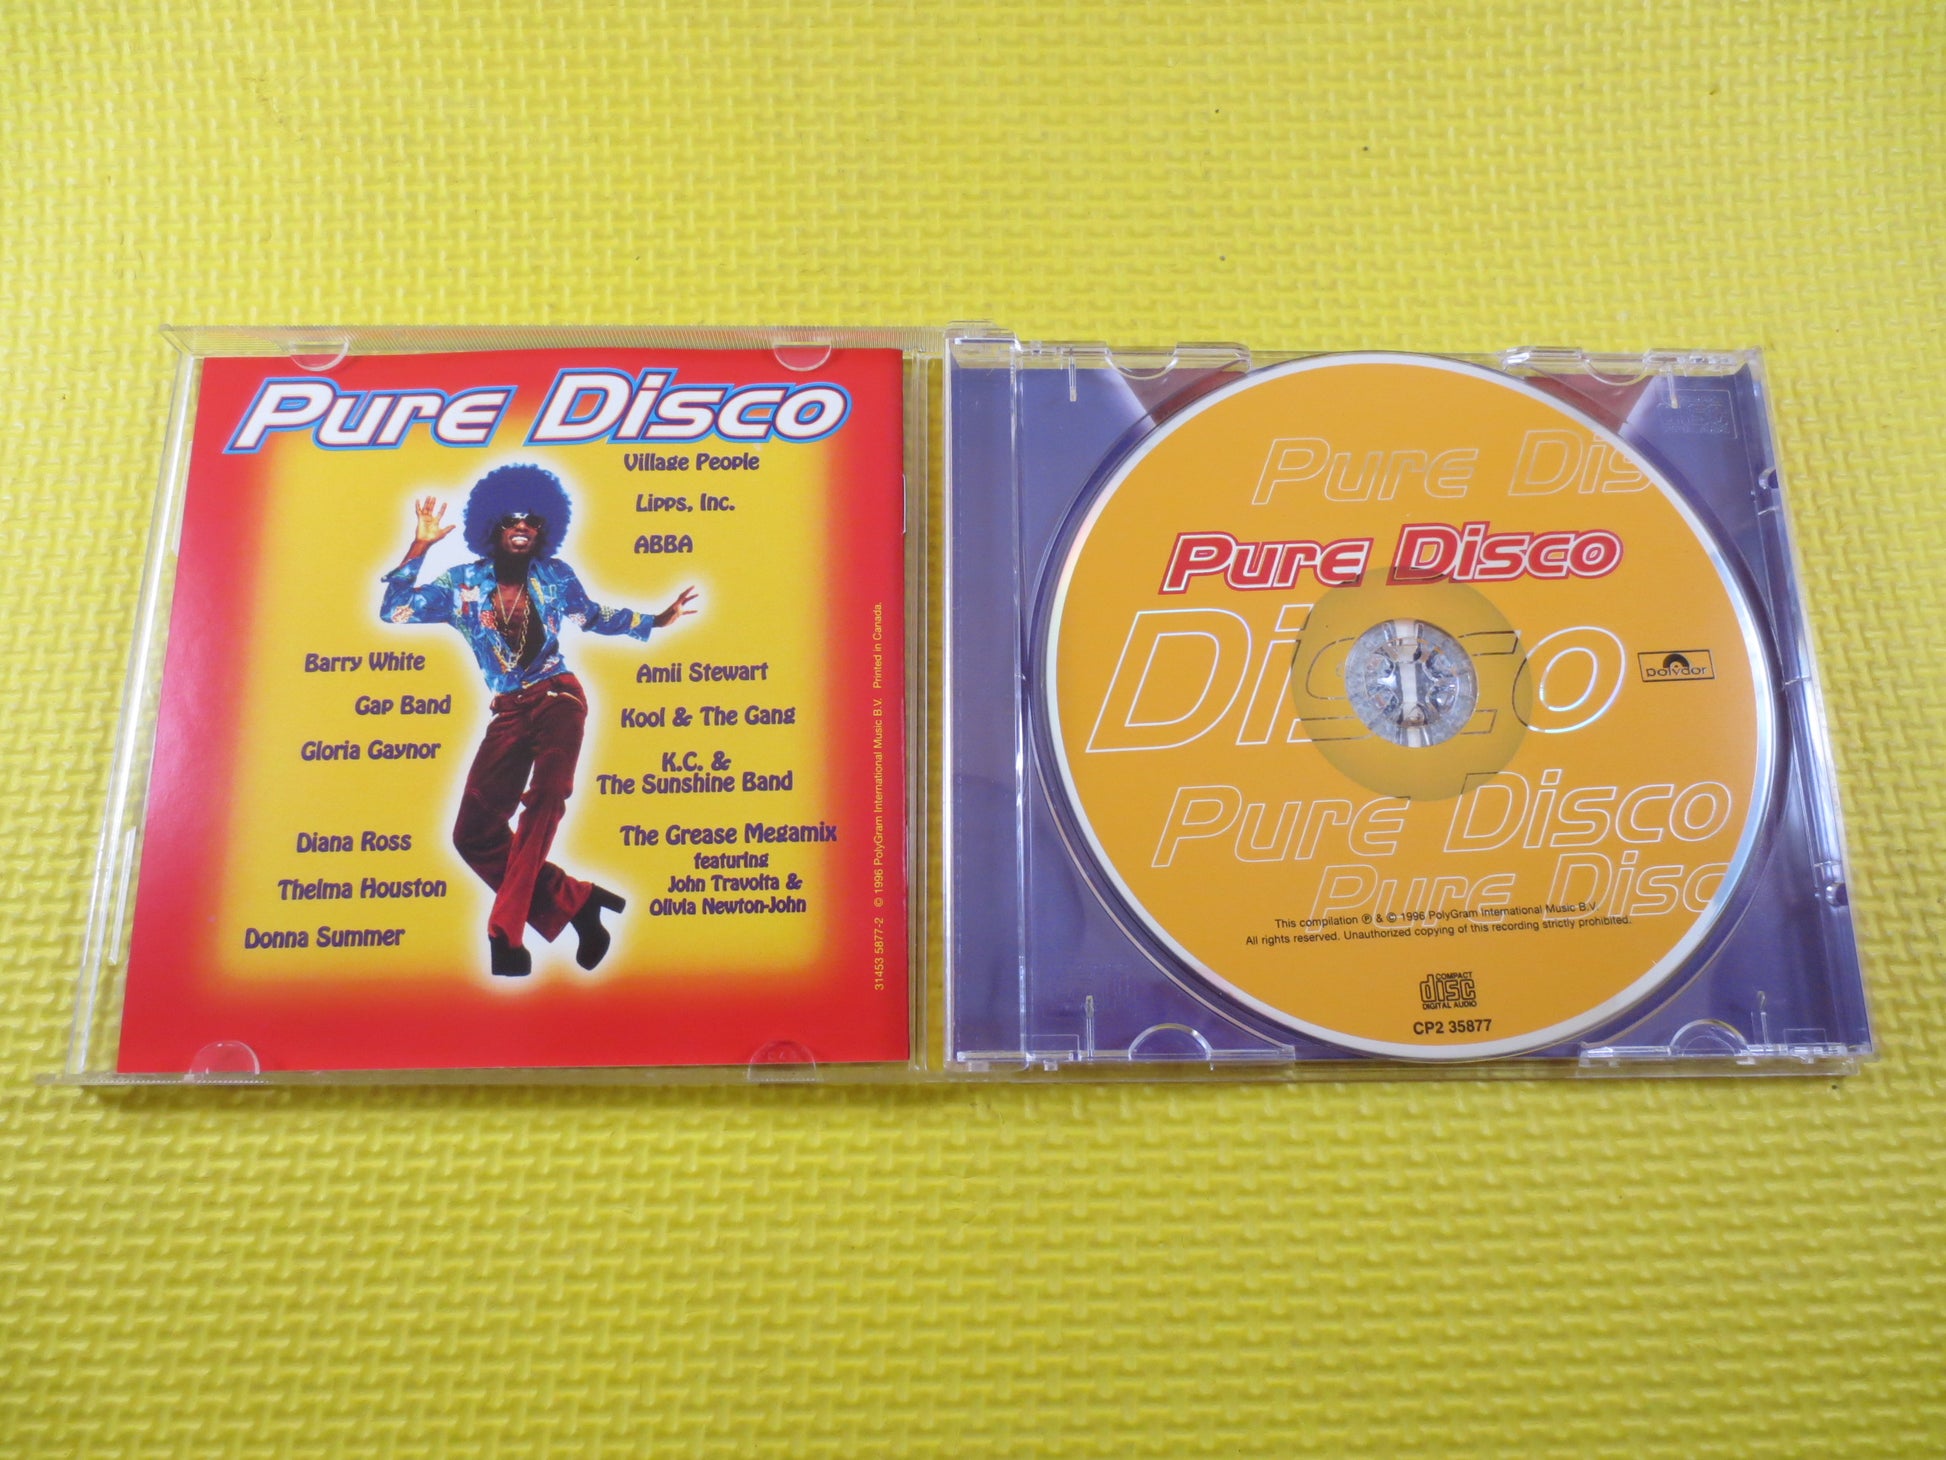 Pure Disco
Village People
Lipps, Inc.
ABBA
Barry White
Gap Band
Gloria Gaynor
Amii Stewart
Kool & The Gang
K.C. &
The Sunshine Band
Diana Ross
Thelma Houston
Donna Summer
The Grease Megamix
featuring
John Travolta &
Olivia Newton-John
31453 5877-2 © 1996 PolyGram International Music B.V. Printed in Canada.
Pure Dis
Pure Disco
Disco
polydor
Pure Disco
Pure Disc
This compilation ℗ & © 1996 PolyGram International Music B.V.
All rights reserved. Unauthorized copying of this recording strictly prohibited.
COMPACT
disc
DIGITAL AUDIO
CP2 35877